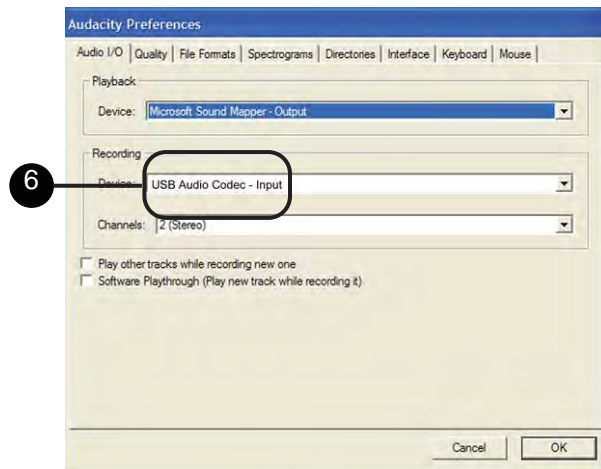 Audacity Preferences
Audio I/O | Quality | File Formats | Spectrograms | Directories | Interface | Keyboard | Mouse
Playback
Device: Microsoft Sound Mapper - Output
Recording
6
Device: USB Audio Codec - Input
Channels: 2 (Stereo)
Play other tracks while recording new one
Software Playthrough (Play new track while recording it)
Cancel OK